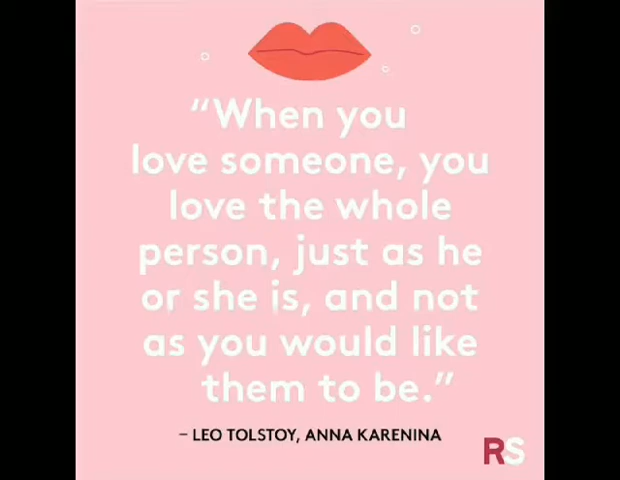 “When you
love someone, you
love the whole
person, just as he
or she is, and not
as you would like
them to be.”
– LEO TOLSTOY, ANNA KARENINA
RS